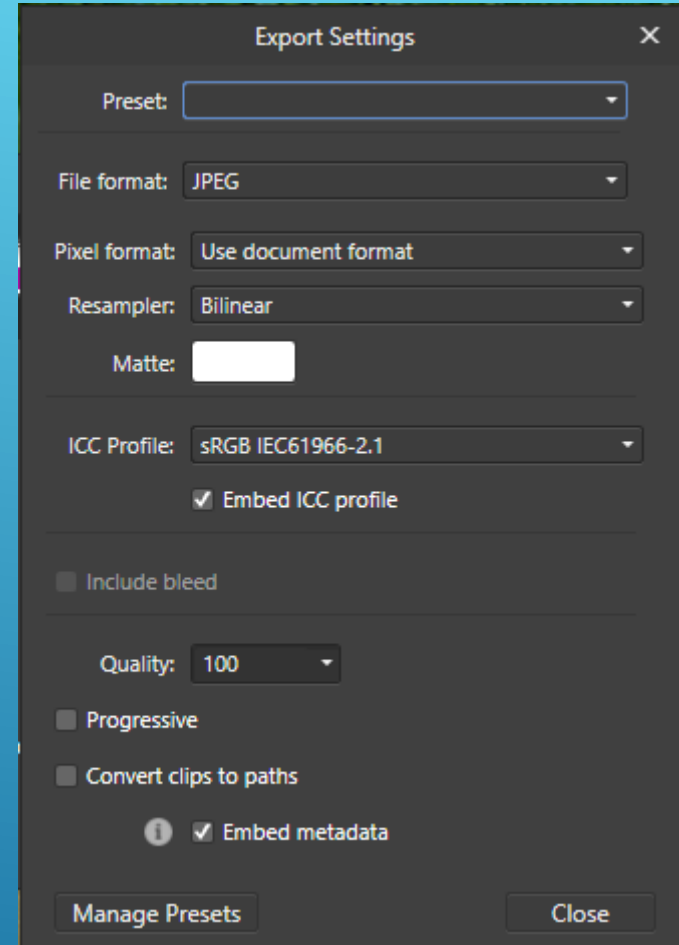 Export Settings
Preset:
File format: JPEG
Pixel format: Use document format
Resampler: Bilinear
Matte:
ICC Profile: sRGB IEC61966-2.1
Embed ICC profile
Include bleed
Quality: 100
Progressive
Convert clips to paths
Embed metadata
Manage Presets Close